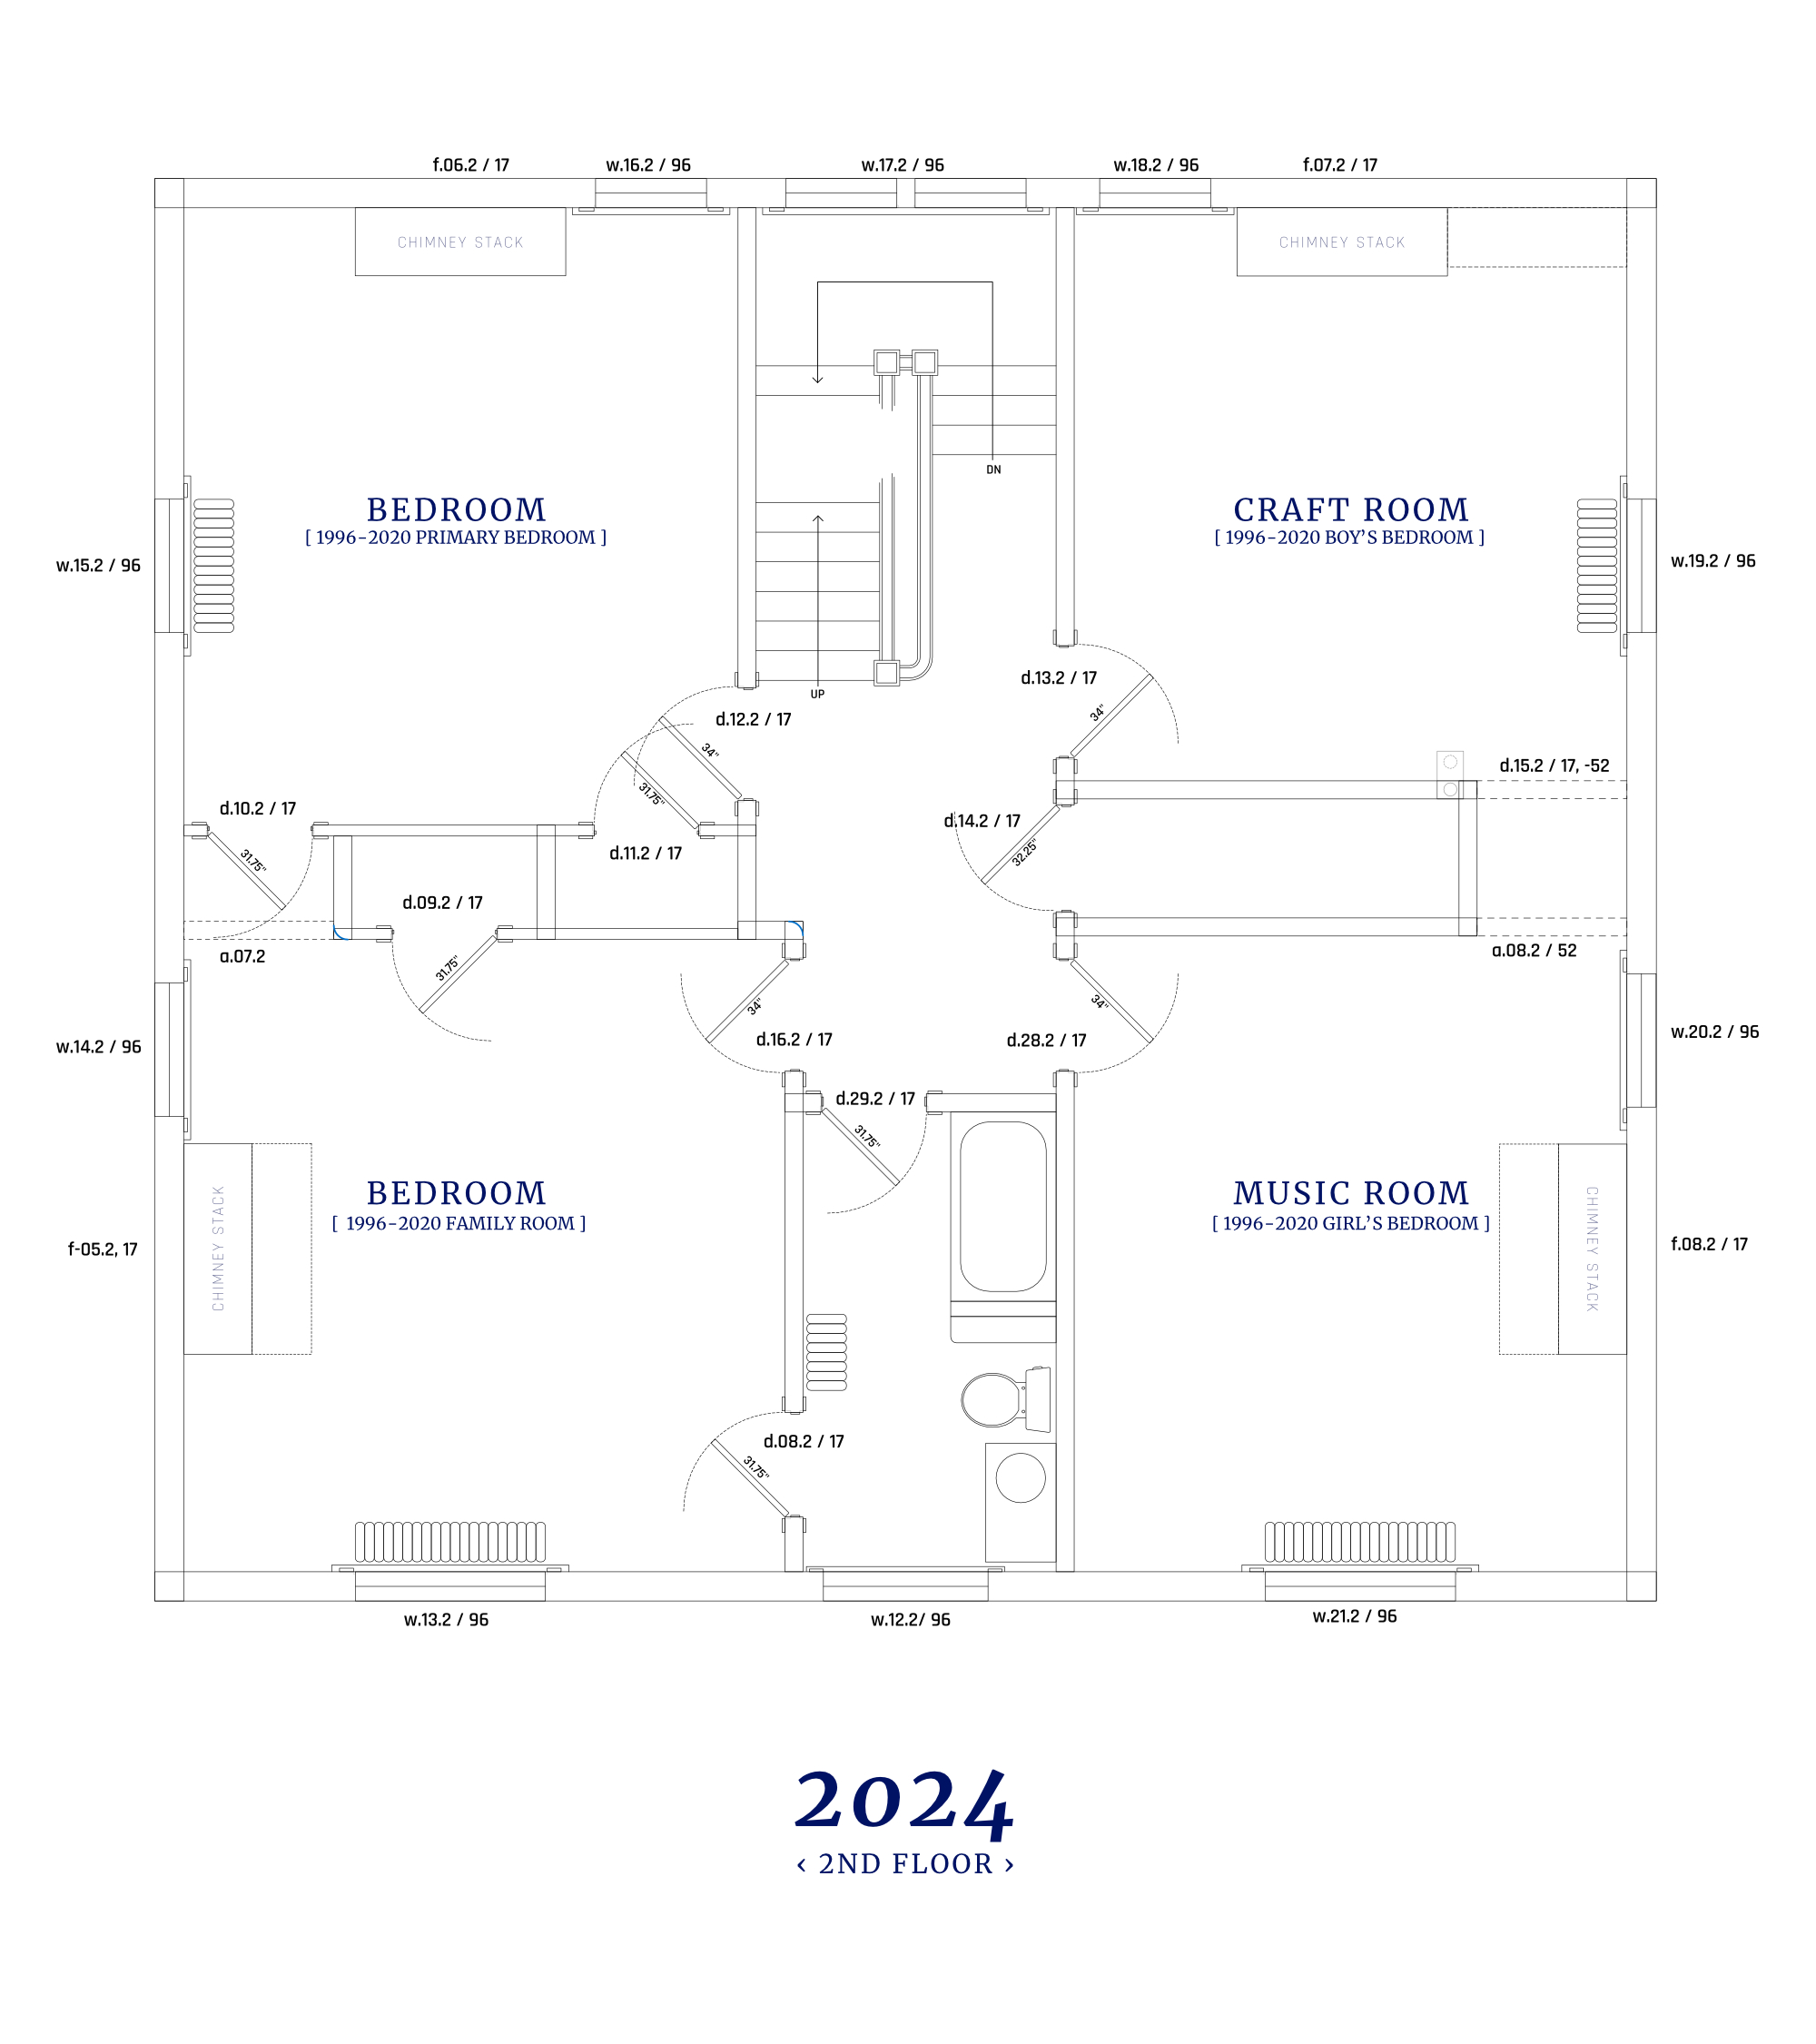 f.06.2 / 17
w.16.2 / 96
w.17.2 / 96
w.18.2 / 96
f.07.2 / 17
CHIMNEY STACK
CHIMNEY STACK
DN
BEDROOM
[ 1996-2020 PRIMARY BEDROOM ]
CRAFT ROOM
[ 1996-2020 BOY'S BEDROOM ]
w.15.2 / 96
w.19.2 / 96
UP
d.13.2 / 17
34"
d.12.2 / 17
34"
31.75"
d.15.2 / 17, -52
d.10.2 / 17
d.14.2 / 17
32.25"
d.11.2 / 17
31.75"
d.09.2 / 17
31.75"
a.07.2
a.08.2 / 52
34"
34"
w.14.2 / 96
d.16.2 / 17
d.28.2 / 17
w.20.2 / 96
d.29.2 / 17
31.75"
BEDROOM
[ 1996-2020 FAMILY ROOM ]
MUSIC ROOM
[ 1996-2020 GIRL'S BEDROOM ]
CHIMNEY STACK
CHIMNEY STACK
f-05.2, 17
f.08.2 / 17
d.08.2 / 17
31.75"
w.13.2 / 96
w.12.2/ 96
w.21.2 / 96
2024
‹ 2ND FLOOR ›